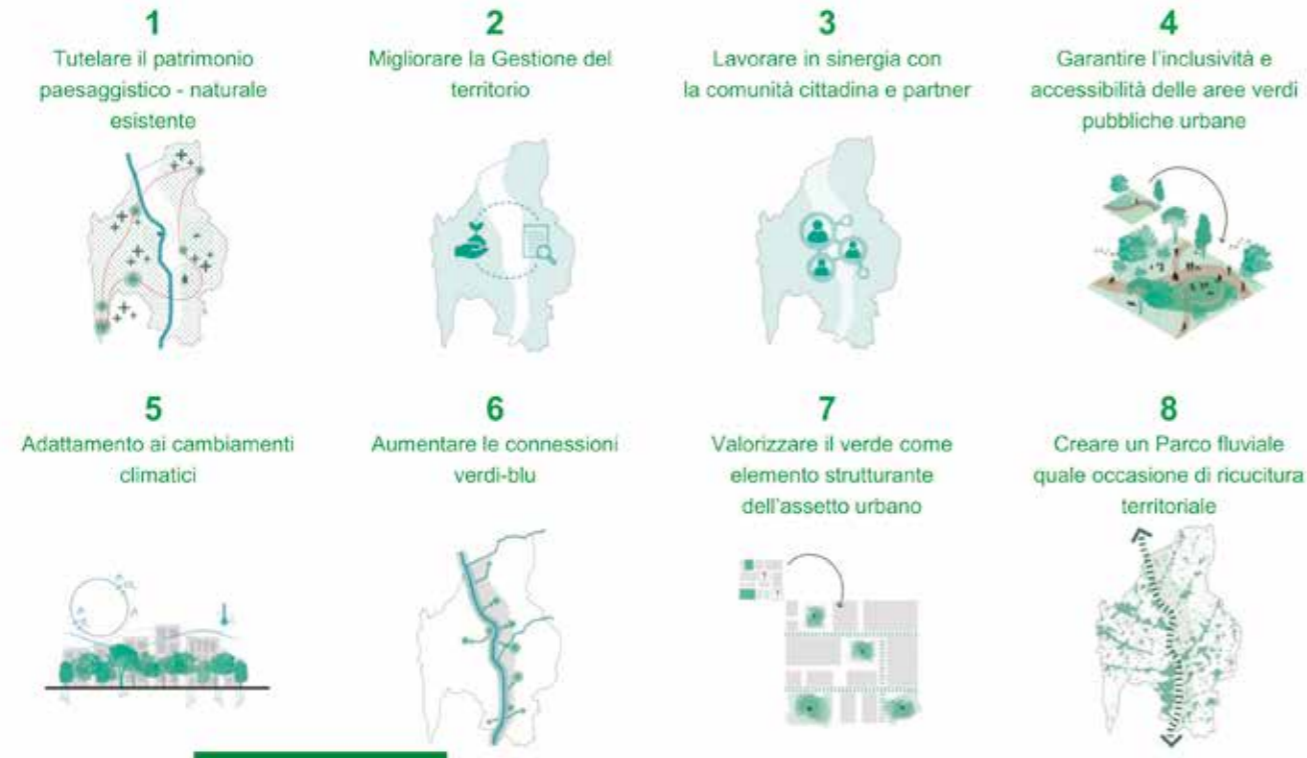 1
Tutelare il patrimonio
paesaggistico - naturale
esistente
2
Migliorare la Gestione del
territorio
3
Lavorare in sinergia con
la comunità cittadina e partner
4
Garantire l'inclusività e
accessibilità delle aree verdi
pubbliche urbane
5
Adattamento ai cambiamenti
climatici
6
Aumentare le connessioni
verdi-blu
7
Valorizzare il verde come
elemento strutturante
dell'assetto urbano
8
Creare un Parco fluviale
quale occasione di ricucitura
territoriale